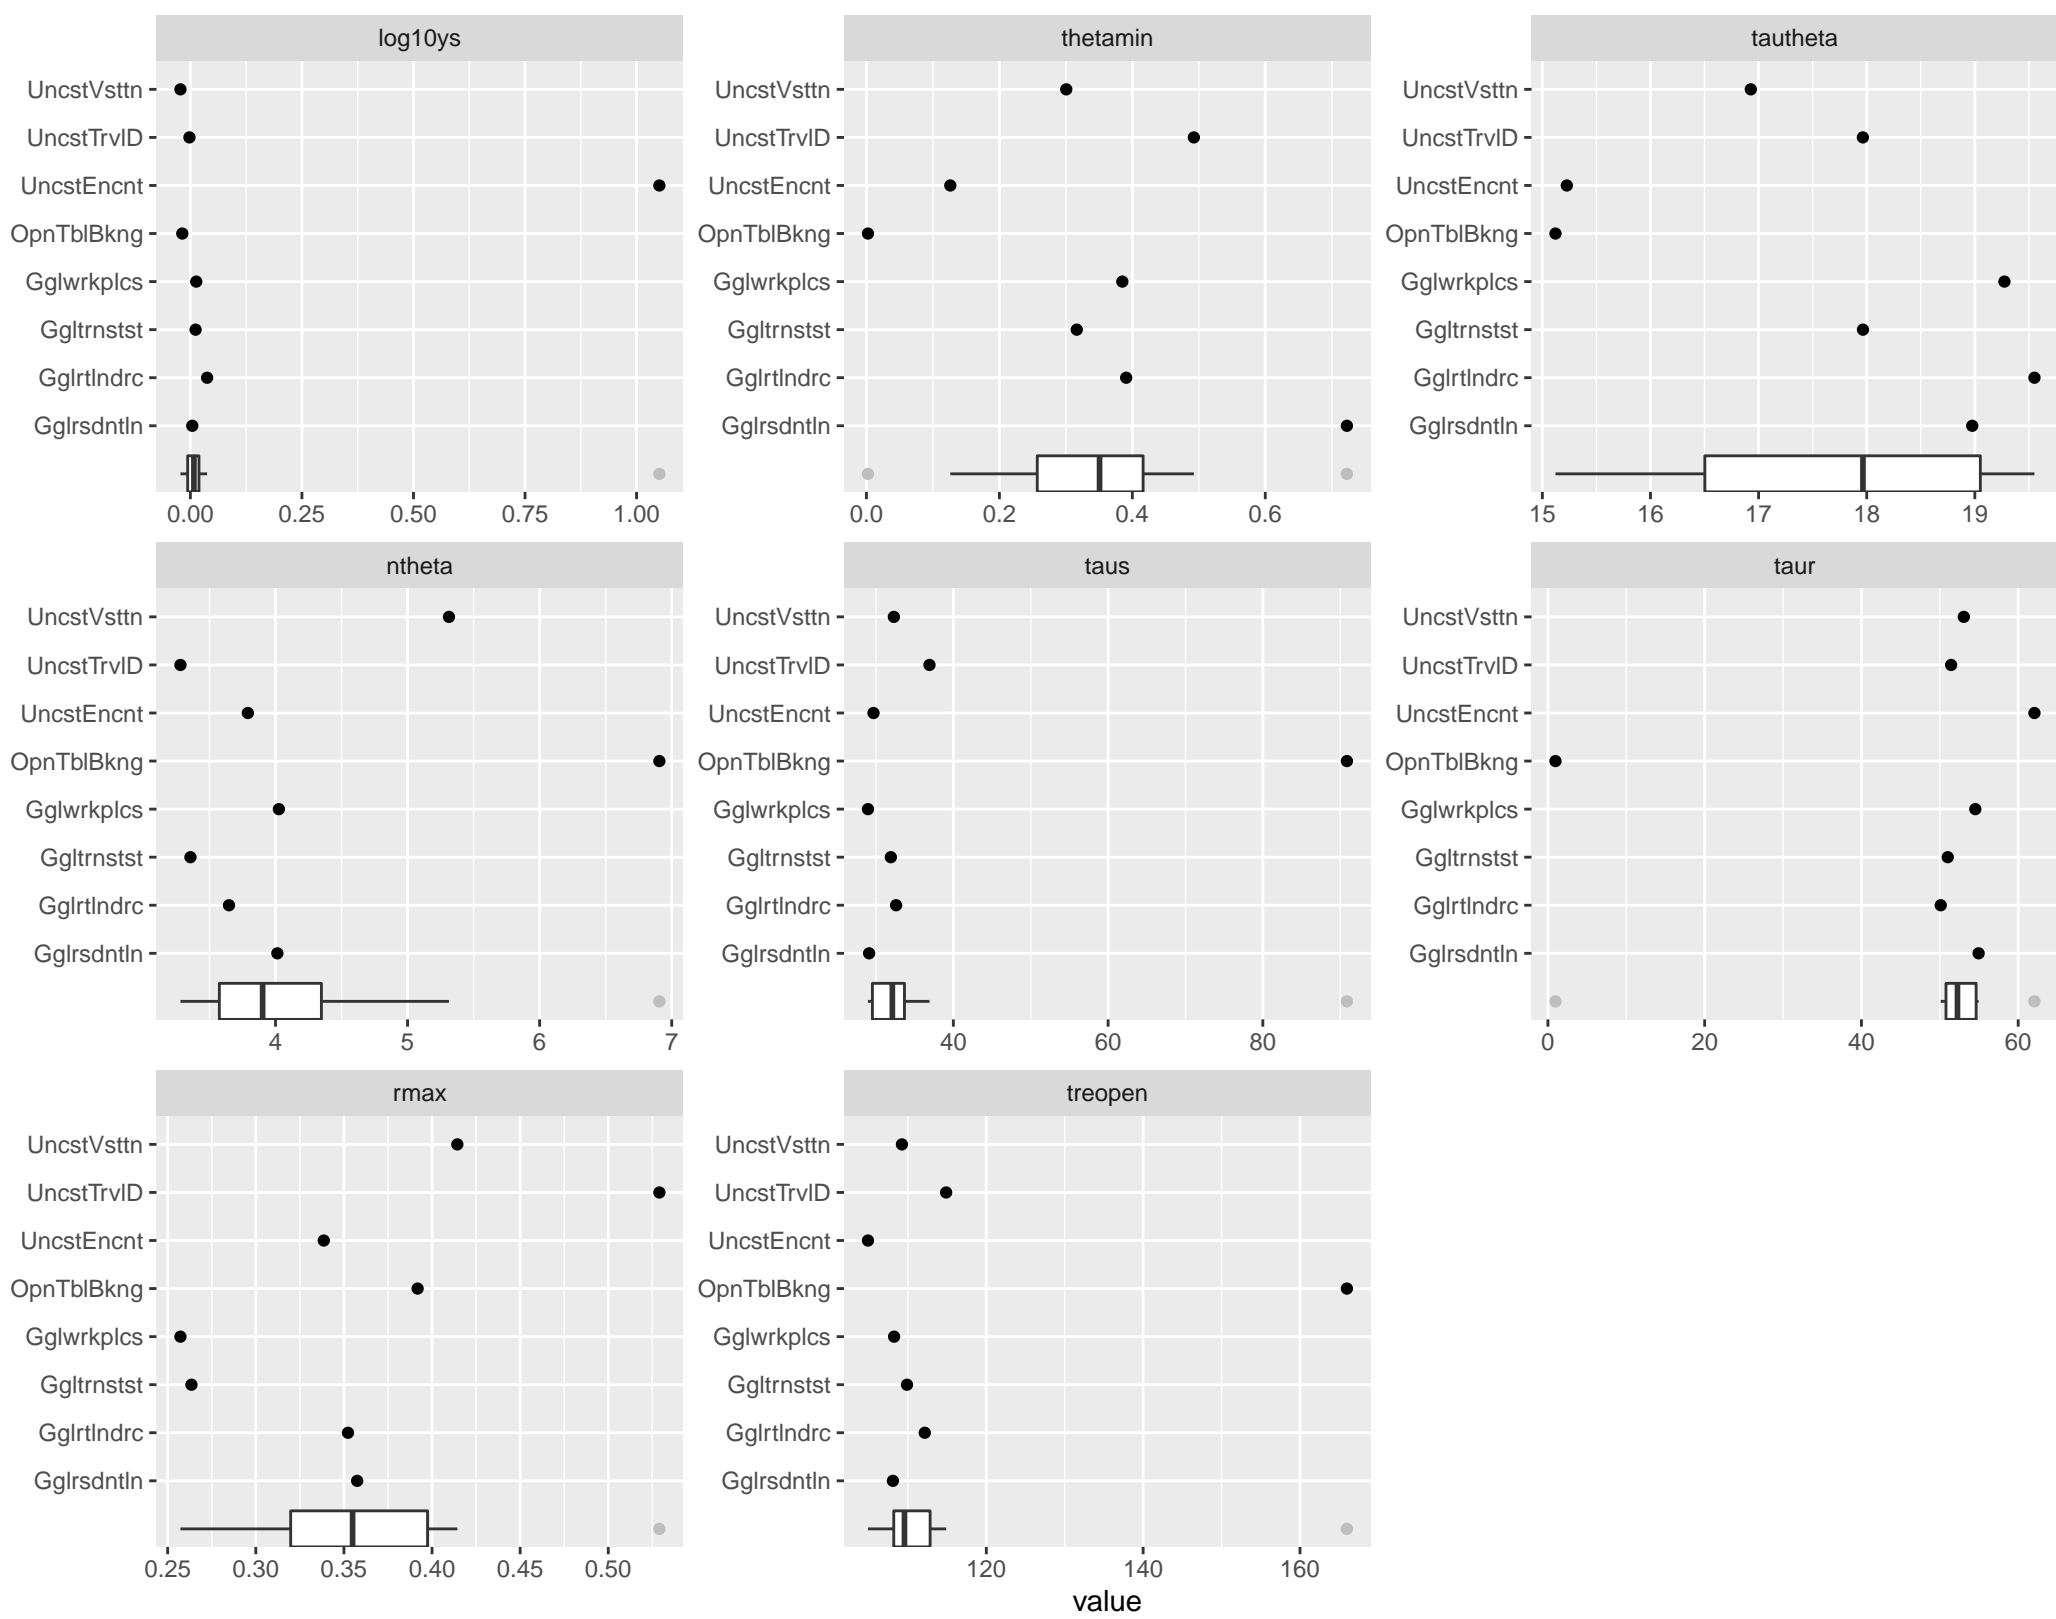 log10ys
UncstVsttn
UncstTrvlD
UncstEncnt
OpnTblBkng
Gglwrkplcs
Ggltrnstst
Gglrtlndrc
Gglrsdntln
0.00 0.25 0.50 0.75 1.00
thetamin
UncstVsttn
UncstTrvlD
UncstEncnt
OpnTblBkng
Gglwrkplcs
Ggltrnstst
Gglrtlndrc
Gglrsdntln
0.0 0.2 0.4 0.6
tautheta
UncstVsttn
UncstTrvlD
UncstEncnt
OpnTblBkng
Gglwrkplcs
Ggltrnstst
Gglrtlndrc
Gglrsdntln
15 16 17 18 19
ntheta
UncstVsttn
UncstTrvlD
UncstEncnt
OpnTblBkng
Gglwrkplcs
Ggltrnstst
Gglrtlndrc
Gglrsdntln
4 5 6 7
taus
UncstVsttn
UncstTrvlD
UncstEncnt
OpnTblBkng
Gglwrkplcs
Ggltrnstst
Gglrtlndrc
Gglrsdntln
40 60 80
taur
UncstVsttn
UncstTrvlD
UncstEncnt
OpnTblBkng
Gglwrkplcs
Ggltrnstst
Gglrtlndrc
Gglrsdntln
0 20 40 60
rmax
UncstVsttn
UncstTrvlD
UncstEncnt
OpnTblBkng
Gglwrkplcs
Ggltrnstst
Gglrtlndrc
Gglrsdntln
0.25 0.30 0.35 0.40 0.45 0.50
treopen
UncstVsttn
UncstTrvlD
UncstEncnt
OpnTblBkng
Gglwrkplcs
Ggltrnstst
Gglrtlndrc
Gglrsdntln
120 140 160
value